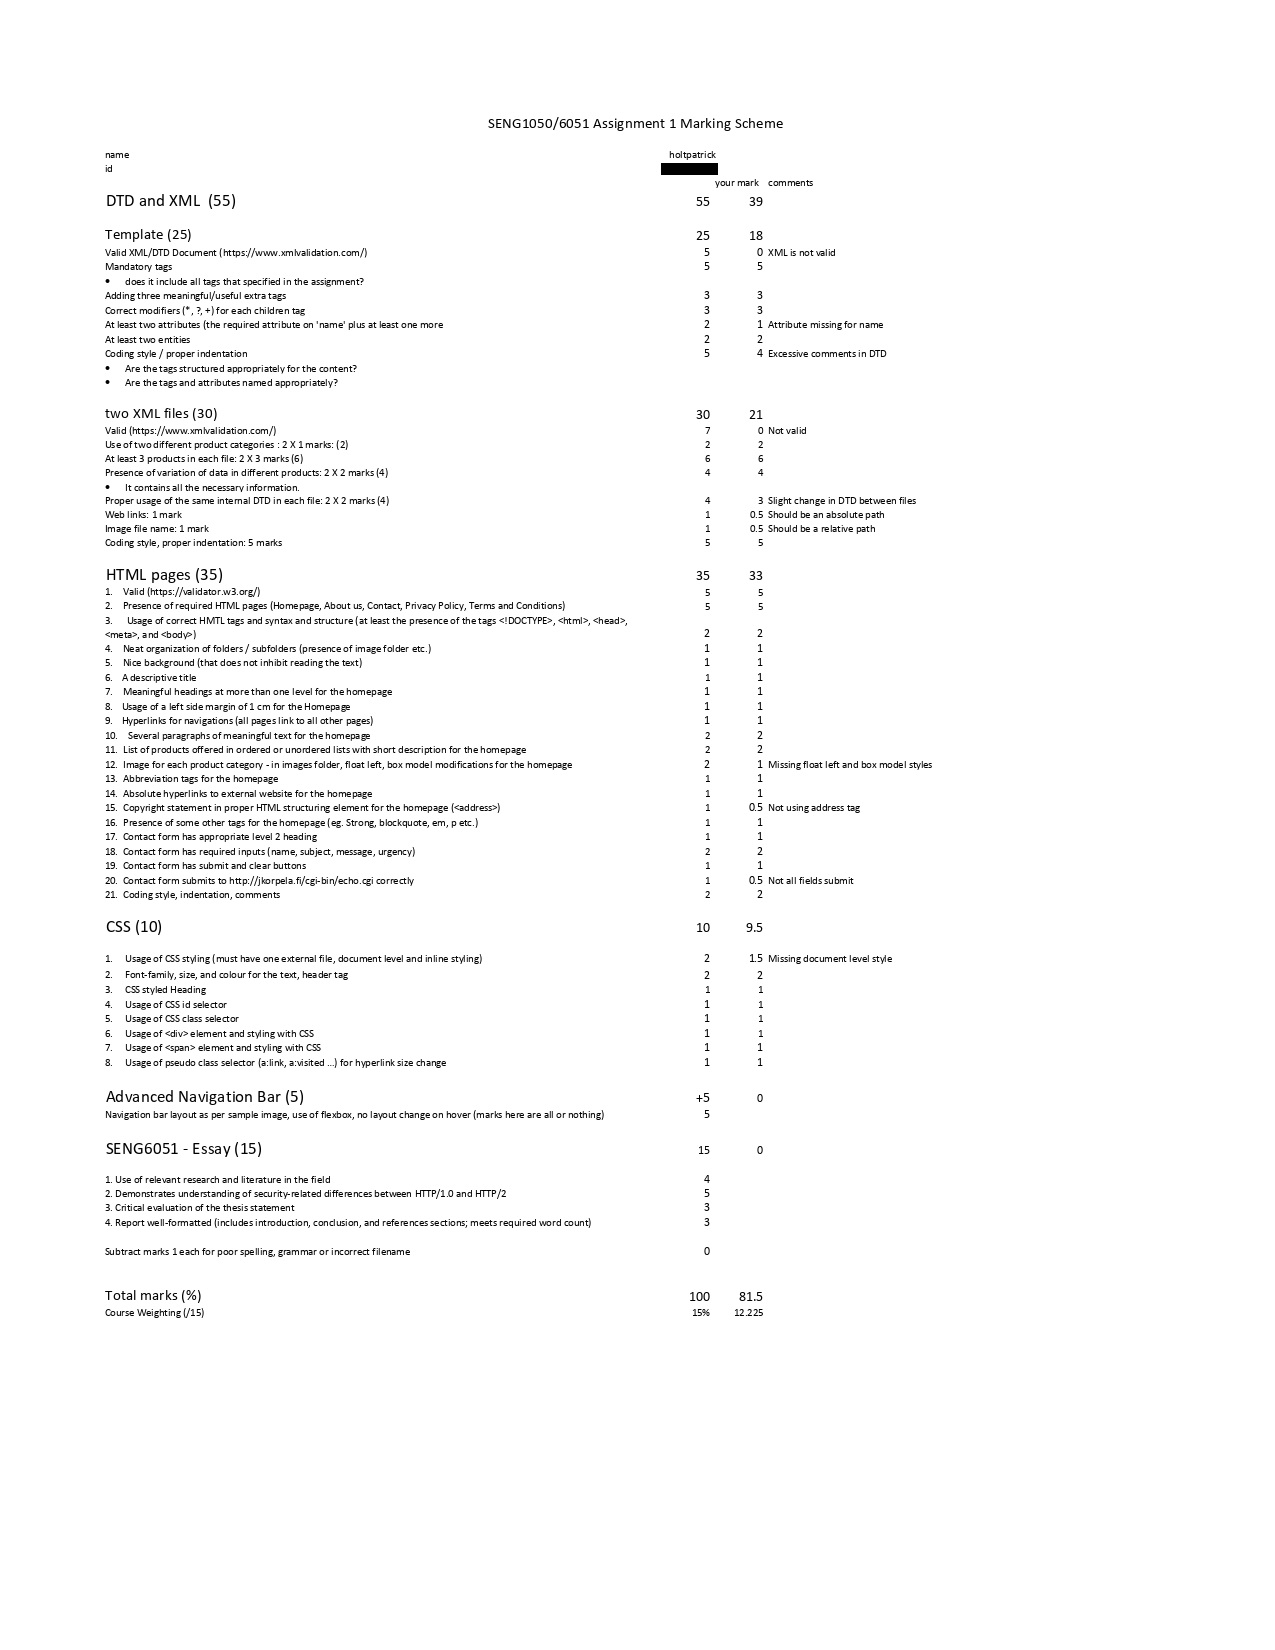 SENG1050/6051 Assignment 1 Marking Scheme
name holtpatrick
id
your mark comments
DTD and XML (55) 55 39
Template (25) 25 18
Valid XML/DTD Document (https://www.xmlvalidation.com/) 5 0 XML is not valid
Mandatory tags 5 5
• does it include all tags that specified in the assignment?
Adding three meaningful/useful extra tags 3 3
Correct modifiers (*, ?, +) for each children tag 3 3
At least two attributes (the required attribute on 'name' plus at least one more 2 1 Attribute missing for name
At least two entities 2 2
Coding style / proper indentation 5 4 Excessive comments in DTD
• Are the tags structured appropriately for the content?
• Are the tags and attributes named appropriately?
two XML files (30) 30 21
Valid (https://www.xmlvalidation.com/) 7 0 Not valid
Use of two different product categories : 2 X 1 marks: (2) 2 2
At least 3 products in each file: 2 X 3 marks (6) 6 6
Presence of variation of data in different products: 2 X 2 marks (4) 4 4
• It contains all the necessary information.
Proper usage of the same internal DTD in each file: 2 X 2 marks (4) 4 3 Slight change in DTD between files
Web links: 1 mark 1 0.5 Should be an absolute path
Image file name: 1 mark 1 0.5 Should be a relative path
Coding style, proper indentation: 5 marks 5 5
HTML pages (35) 35 33
1. Valid (https://validator.w3.org/) 5 5
2. Presence of required HTML pages (Homepage, About us, Contact, Privacy Policy, Terms and Conditions) 5 5
3. Usage of correct HMTL tags and syntax and structure (at least the presence of the tags <!DOCTYPE>, <html>, <head>,
<meta>, and <body>) 2 2
4. Neat organization of folders / subfolders (presence of image folder etc.) 1 1
5. Nice background (that does not inhibit reading the text) 1 1
6. A descriptive title 1 1
7. Meaningful headings at more than one level for the homepage 1 1
8. Usage of a left side margin of 1 cm for the Homepage 1 1
9. Hyperlinks for navigations (all pages link to all other pages) 1 1
10. Several paragraphs of meaningful text for the homepage 2 2
11. List of products offered in ordered or unordered lists with short description for the homepage 2 2
12. Image for each product category - in images folder, float left, box model modifications for the homepage 2 1 Missing float left and box model styles
13. Abbreviation tags for the homepage 1 1
14. Absolute hyperlinks to external website for the homepage 1 1
15. Copyright statement in proper HTML structuring element for the homepage (<address>) 1 0.5 Not using address tag
16. Presence of some other tags for the homepage (eg. Strong, blockquote, em, p etc.) 1 1
17. Contact form has appropriate level 2 heading 1 1
18. Contact form has required inputs (name, subject, message, urgency) 2 2
19. Contact form has submit and clear buttons 1 1
20. Contact form submits to http://jkorpela.fi/cgi-bin/echo.cgi correctly 1 0.5 Not all fields submit
21. Coding style, indentation, comments 2 2
CSS (10) 10 9.5
1. Usage of CSS styling (must have one external file, document level and inline styling) 2 1.5 Missing document level style
2. Font-family, size, and colour for the text, header tag 2 2
3. CSS styled Heading 1 1
4. Usage of CSS id selector 1 1
5. Usage of CSS class selector 1 1
6. Usage of <div> element and styling with CSS 1 1
7. Usage of <span> element and styling with CSS 1 1
8. Usage of pseudo class selector (a:link, a:visited ...) for hyperlink size change 1 1
Advanced Navigation Bar (5) +5 0
Navigation bar layout as per sample image, use of flexbox, no layout change on hover (marks here are all or nothing) 5
SENG6051 - Essay (15) 15 0
1. Use of relevant research and literature in the field 4
2. Demonstrates understanding of security-related differences between HTTP/1.0 and HTTP/2 5
3. Critical evaluation of the thesis statement 3
4. Report well-formatted (includes introduction, conclusion, and references sections; meets required word count) 3
Subtract marks 1 each for poor spelling, grammar or incorrect filename 0
Total marks (%) 100 81.5
Course Weighting (/15) 15% 12.225